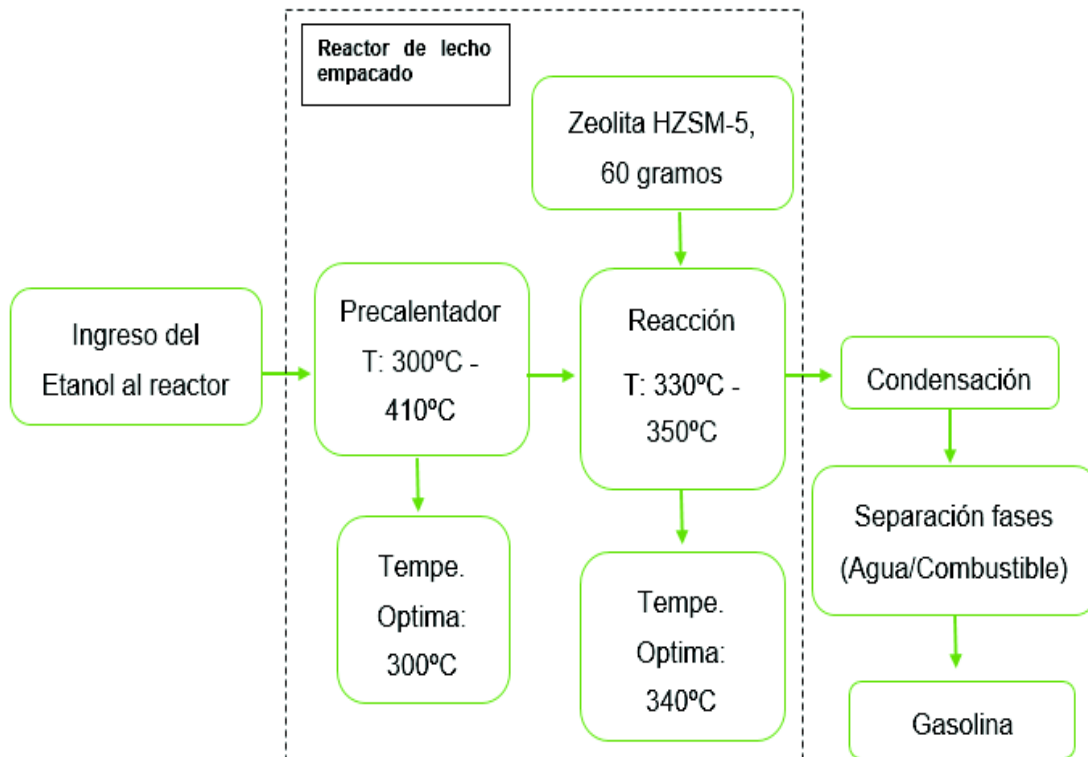 Reactor de lecho
empacado
Zeolita HZSM-5,
60 gramos
Ingreso del
Etanol al reactor
Precalentador
T: 300ºC -
410ºC
Reacción
T: 330ºC -
350ºC
Condensación
Tempe.
Optima:
300ºC
Tempe.
Optima:
340ºC
Separación fases
(Agua/Combustible)
Gasolina